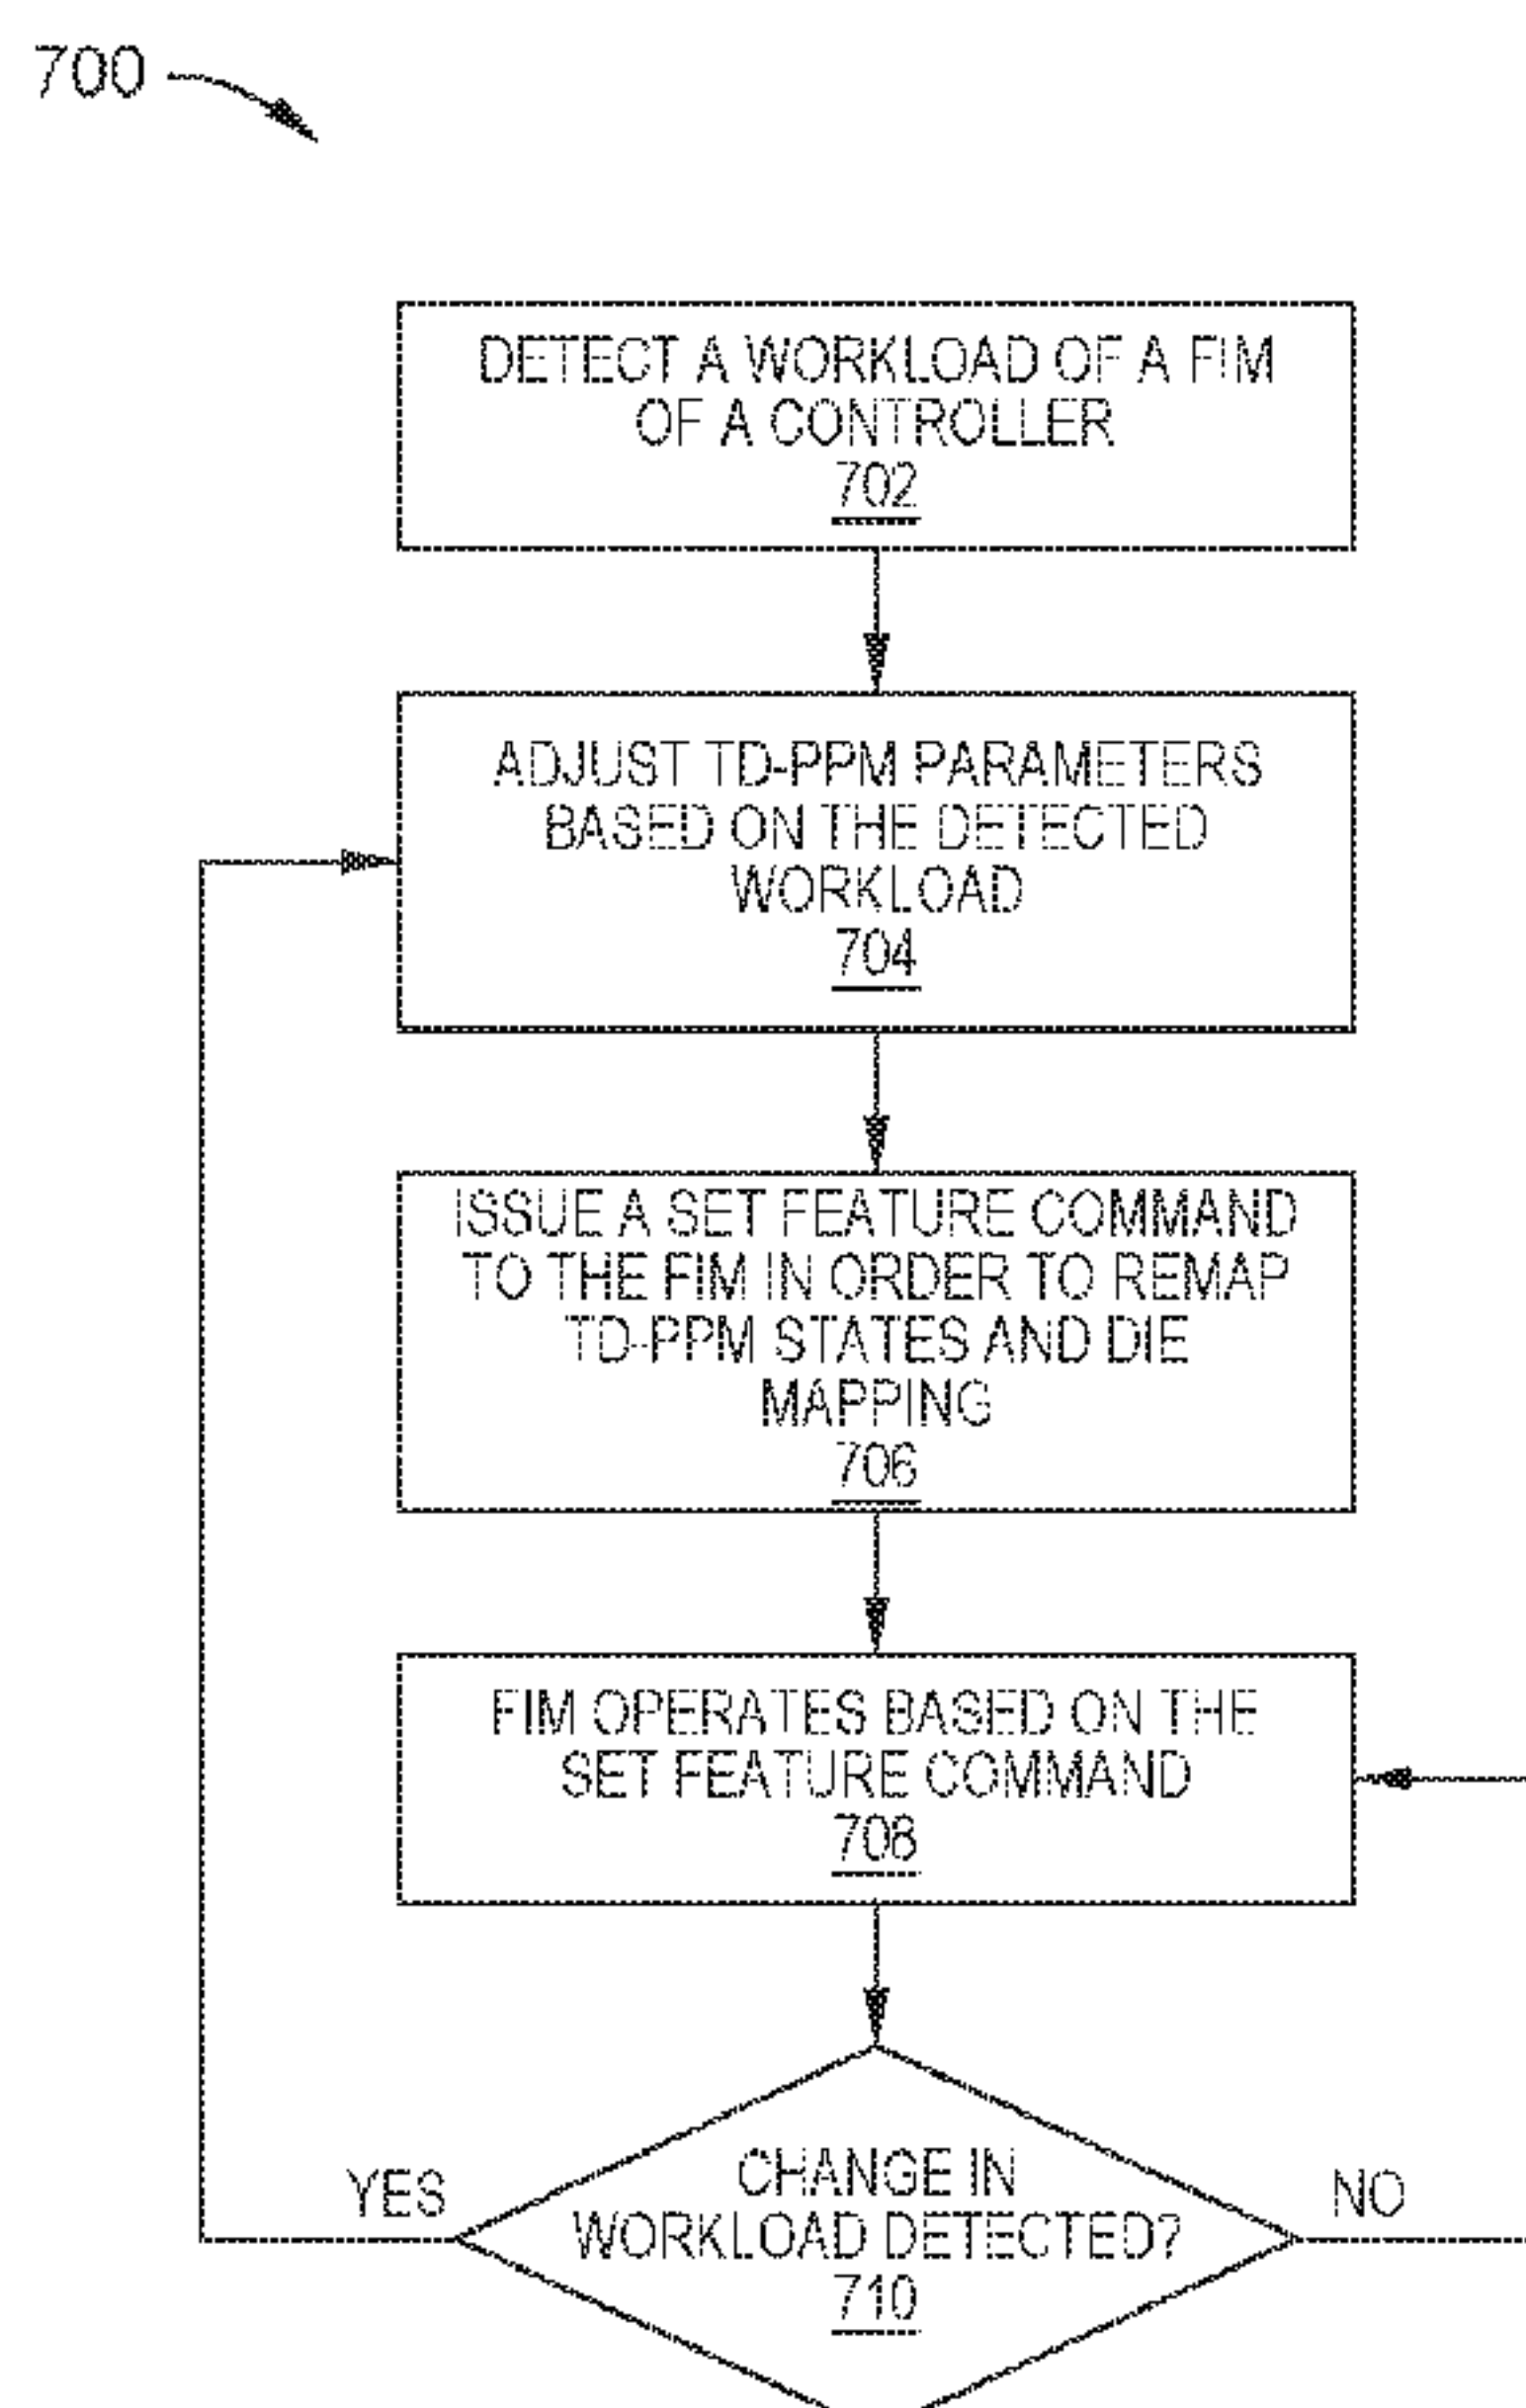 700
DETECT A WORKLOAD OF A FIM
OF A CONTROLLER
702
ADJUST TD-PPM PARAMETERS
BASED ON THE DETECTED
WORKLOAD
704
ISSUE A SET FEATURE COMMAND
TO THE FIM IN ORDER TO REMAP
TD-PPM STATES AND DIE
MAPPING
706
FIM OPERATES BASED ON THE
SET FEATURE COMMAND
708
YES
NO
CHANGE IN
WORKLOAD DETECTED?
710